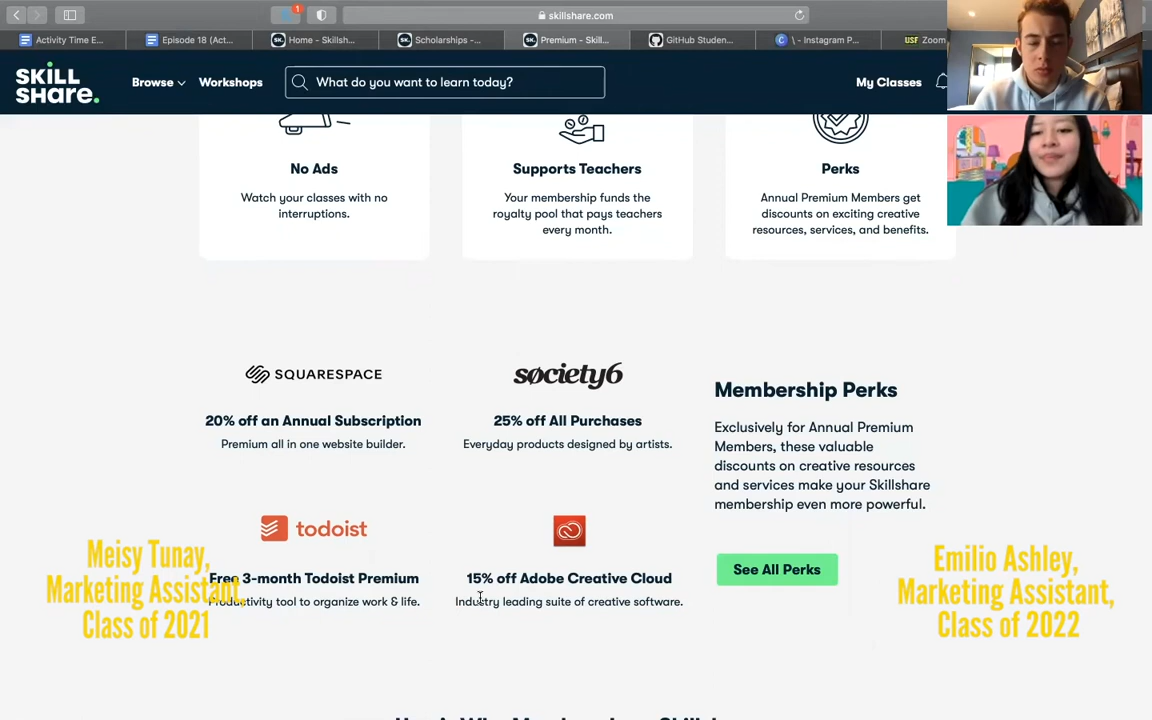 1
skillshare.com
Activity Time E...
Episode 18 (Act...
Home - Skillsh...
Scholarships -...
Premium - Skill...
GitHub Studen...
\ - Instagram P...
Zoom
SKILL
SHARE.
Browse
Workshops
What do you want to learn today?
My Classes
No Ads
Watch your classes with no
interruptions.
Supports Teachers
Your membership funds the
royalty pool that pays teachers
every month.
Perks
Annual Premium Members get
discounts on exciting creative
resources, services, and benefits.
SQUARESPACE
20% off an Annual Subscription
Premium all in one website builder.
society6
25% off All Purchases
Everyday products designed by artists.
todoist
Free 3-month Todoist Premium
Productivity tool to organize work & life.
15% off Adobe Creative Cloud
Industry leading suite of creative software.
Membership Perks
Exclusively for Annual Premium
Members, these valuable
discounts on creative resources
and services make your Skillshare
membership even more powerful.
See All Perks
Meisy Tunay,
Marketing Assistant,
Class of 2021
Emilio Ashley,
Marketing Assistant,
Class of 2022